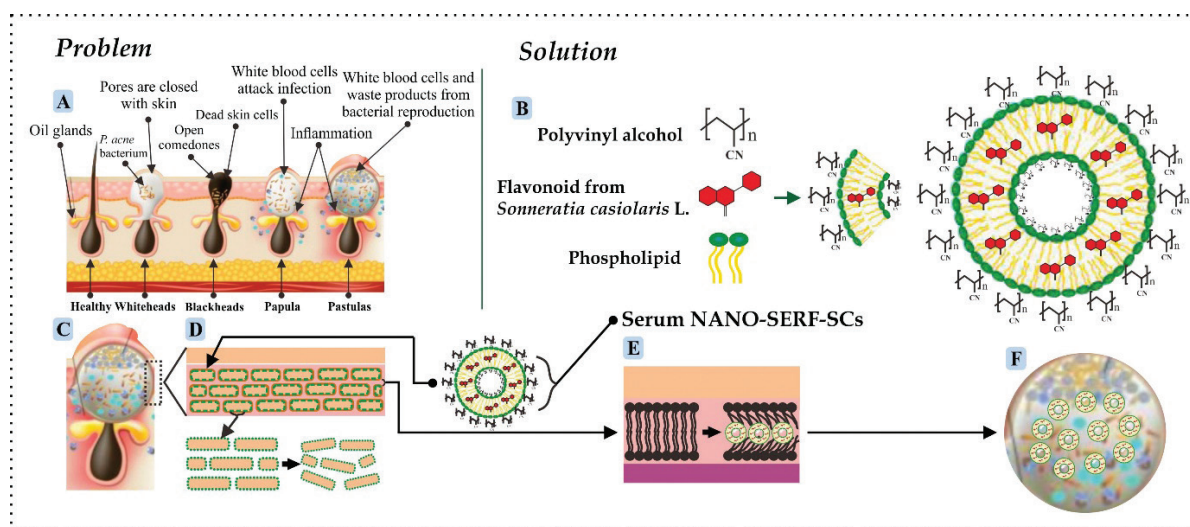 Problem
Solution
A
Oil glands
P. acne
bacterium
Pores are closed
with skin
Open
comedones
Dead skin cells
White blood cells
attack infection
Inflammation
White blood cells and
waste products from
bacterial reproduction
Healthy Whiteheads Blackheads Papula Pastulas
B
Polyvinyl alcohol
n
CN
Flavonoid from
Sonneratia casiolaris L.
Phospholipid
Serum NANO-SERF-SCs
C
D
E
F